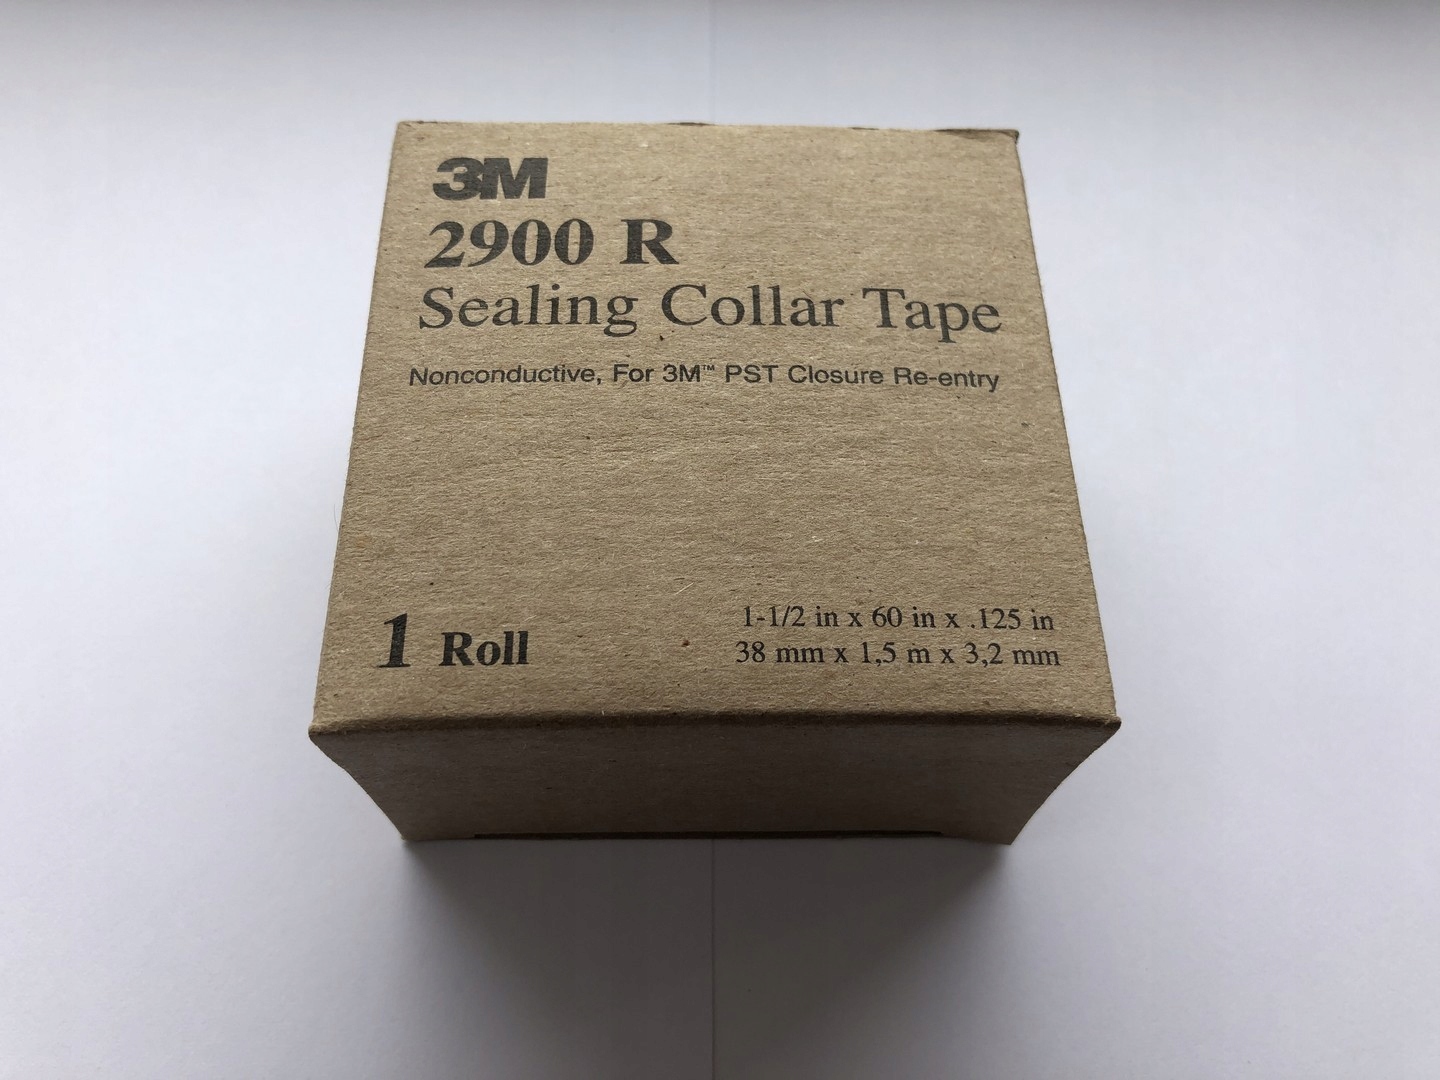 3M
2900 R
Sealing Collar Tape
Nonconductive, For 3M™ PST Closure Re-entry
1 Roll
1-1/2 in x 60 in x .125 in
38 mm x 1,5 m x 3,2 mm